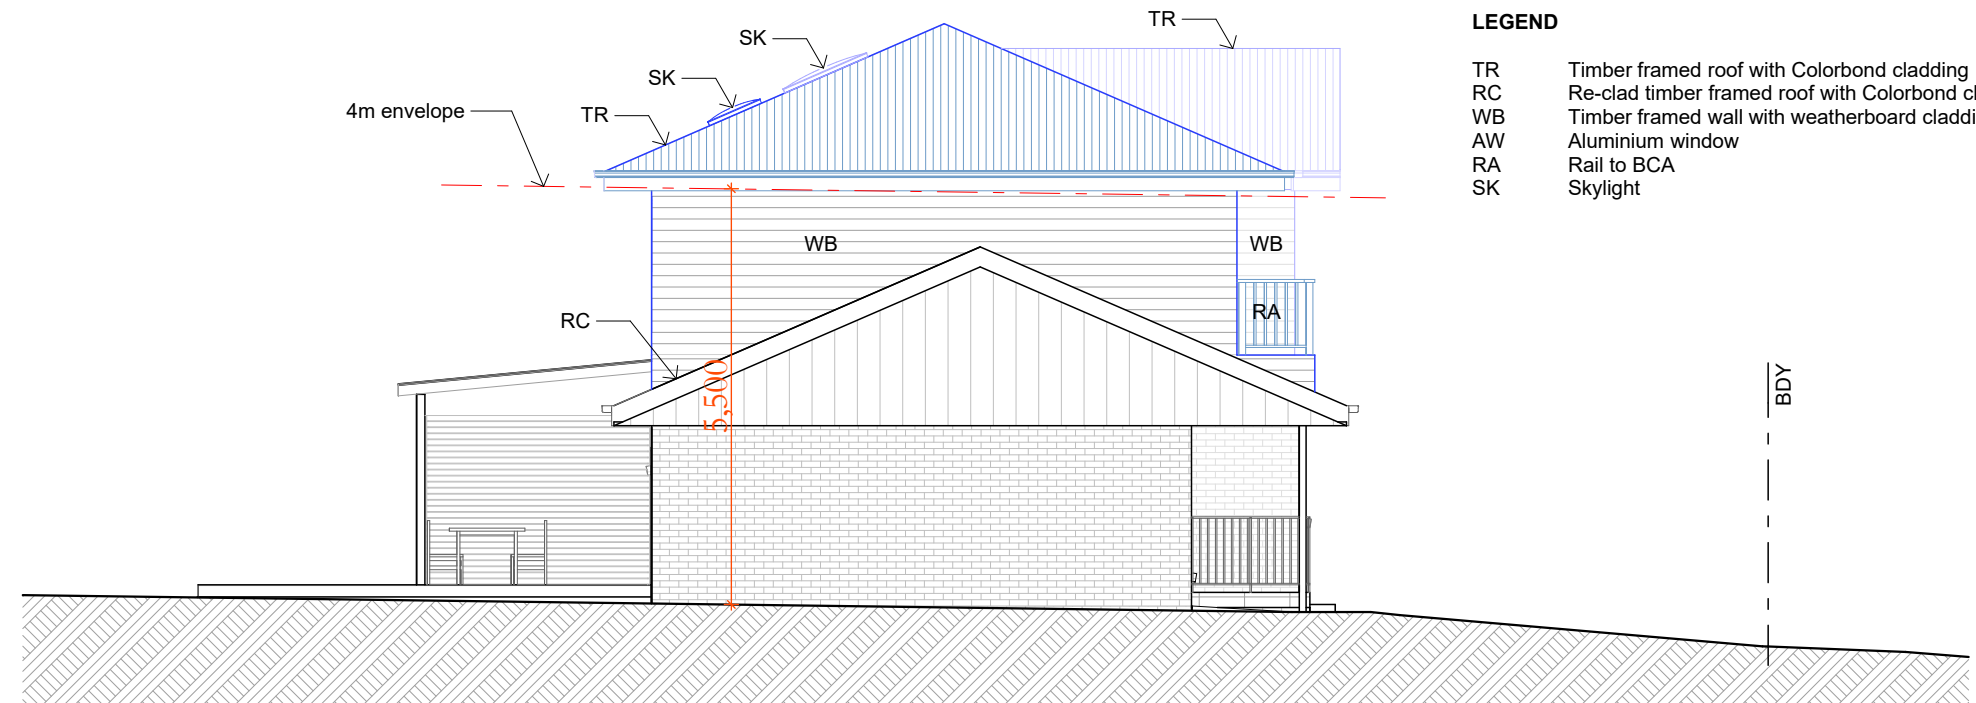 TR
SK
SK
4m envelope
TR
WB
WB
RA
RC
5,500
BDY
LEGEND
TR Timber framed roof with Colorbond cladding
RC Re-clad timber framed roof with Colorbond
WB Timber framed wall with weatherboard
AW Aluminium window
RA Rail to BCA
SK Skylight